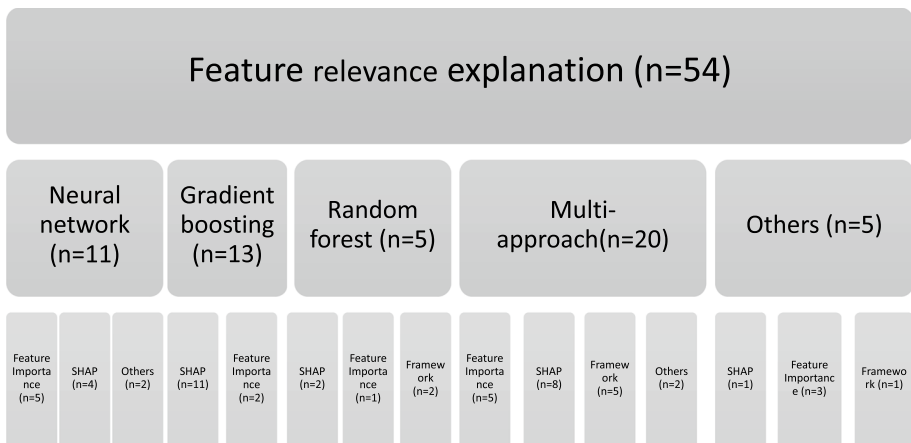 Feature relevance explanation (n=54)
Neural
network
(n=11)
Gradient
boosting
(n=13)
Random
forest (n=5)
Multi-
approach(n=20)
Others (n=5)
Feature
Importa
nce
(n=5)
SHAP
(n=4)
Others
(n=2)
SHAP
(n=11)
Feature
Importa
nce
(n=2)
SHAP
(n=2)
Feature
Importa
nce
(n=1)
Framew
ork
(n=2)
Feature
Importa
nce
(n=5)
SHAP
(n=8)
Framew
ork
(n=5)
Others
(n=2)
SHAP
(n=1)
Feature
Importanc
e (n=3)
Framewo
rk (n=1)